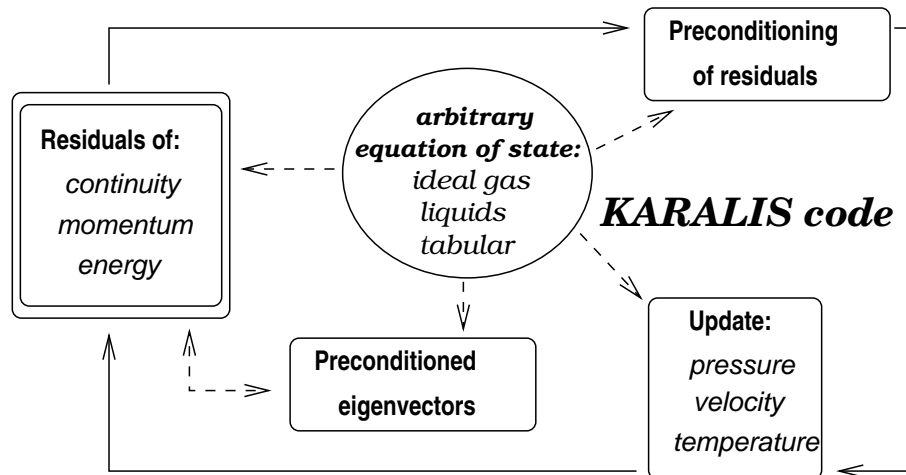 Preconditioning
of residuals
Residuals of:
continuity
momentum
energy
arbitrary
equation of state:
ideal gas
liquids
tabular
KARALIS code
Preconditioned
eigenvectors
Update:
pressure
velocity
temperature